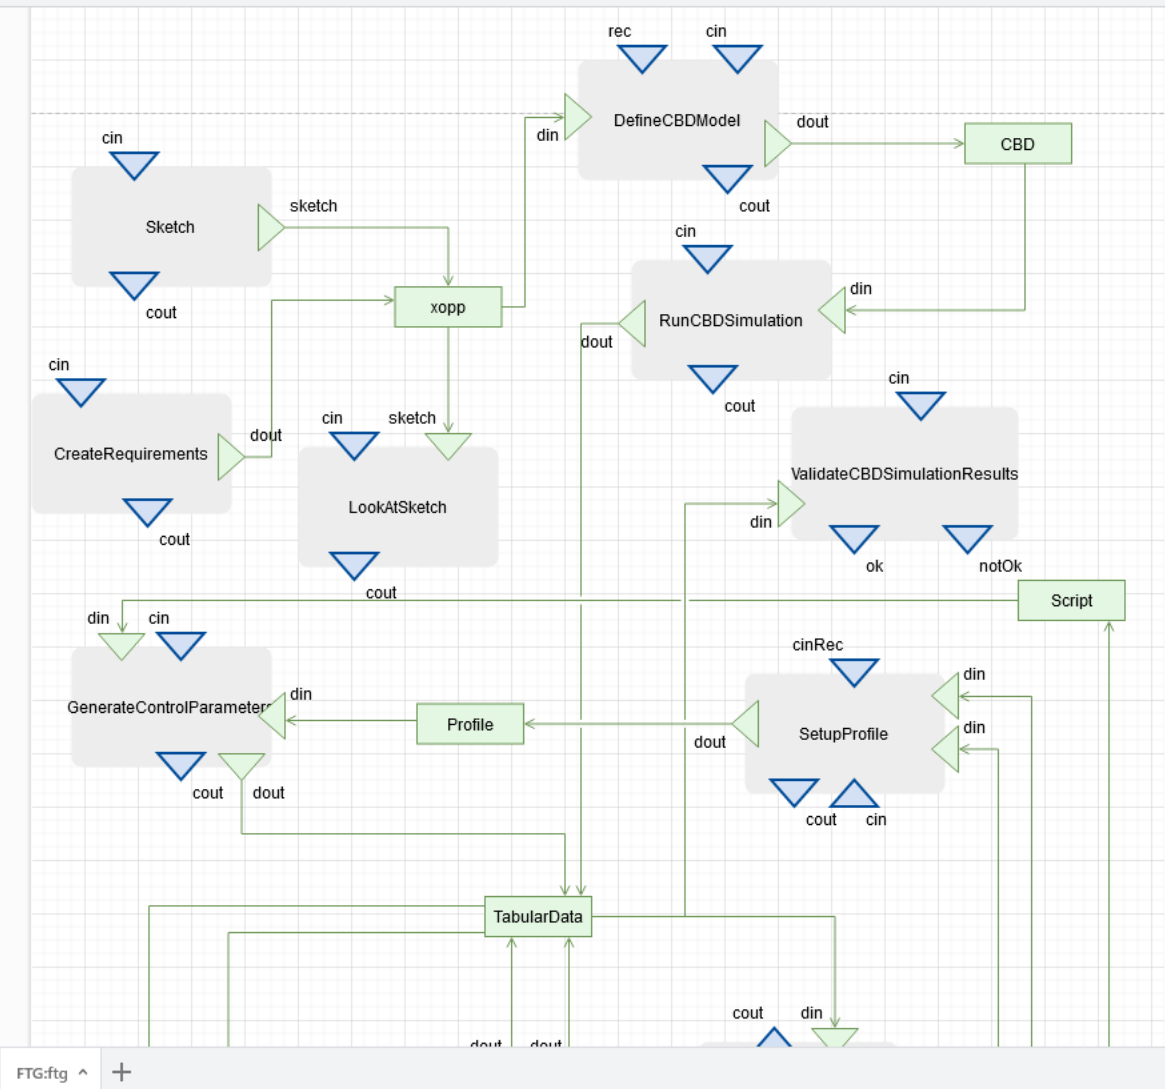 rec
cin
DefineCBDModel
dout
din
CBD
cin
cout
sketch
Sketch
cin
din
cout
xopp
RunCBDSimulation
dout
cin
cin
cout
cin
sketch
dout
CreateRequirements
ValidateCBDSimulationResults
LookAtSketch
din
cout
ok
notOk
cout
Script
din
cin
cinRec
din
din
GenerateControlParameters
Profile
din
SetupProfile
dout
cout
dout
cout
cin
TabularData
cout
din
dout
dout
FTG:ftg